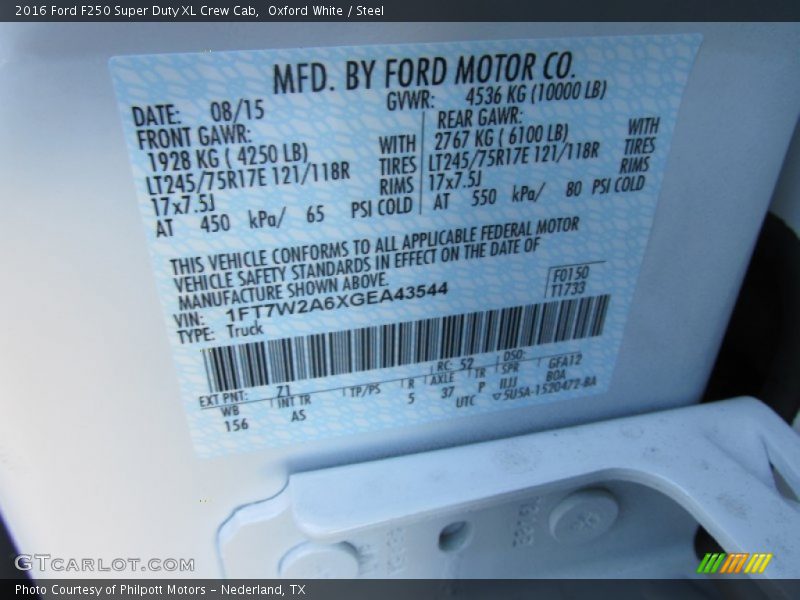 2016 Ford F250 Super Duty XL Crew Cab, Oxford White / Steel
MFD. BY FORD MOTOR CO.
DATE: 08/15 GVWR: 4536 KG (10000 LB)
FRONT GAWR: REAR GAWR:
1928 KG ( 4250 LB) WITH 2767 KG ( 6100 LB) WITH
LT245/75R17E 121/118R TIRES LT245/75R17E 121/118R TIRES
17x7.5J RIMS 17x7.5J RIMS
AT 450 kPa/ 65 PSI COLD AT 550 kPa/ 80 PSI COLD
THIS VEHICLE CONFORMS TO ALL APPLICABLE FEDERAL MOTOR
VEHICLE SAFETY STANDARDS IN EFFECT ON THE DATE OF
MANUFACTURE SHOWN ABOVE.
F0150
VIN: 1FT7W2A6XGEA43544
T1733
TYPE: Truck
EXT PNT: Z1 RC: 52 DSO:
WB INT TR TP/PS R AXLE TR SPR GFA12
156 AS 5 37 P IIJJ BOA
UTC ▽5U5A-1520472-BA
GTCARLOT.COM
Photo Courtesy of Philpott Motors - Nederland, TX